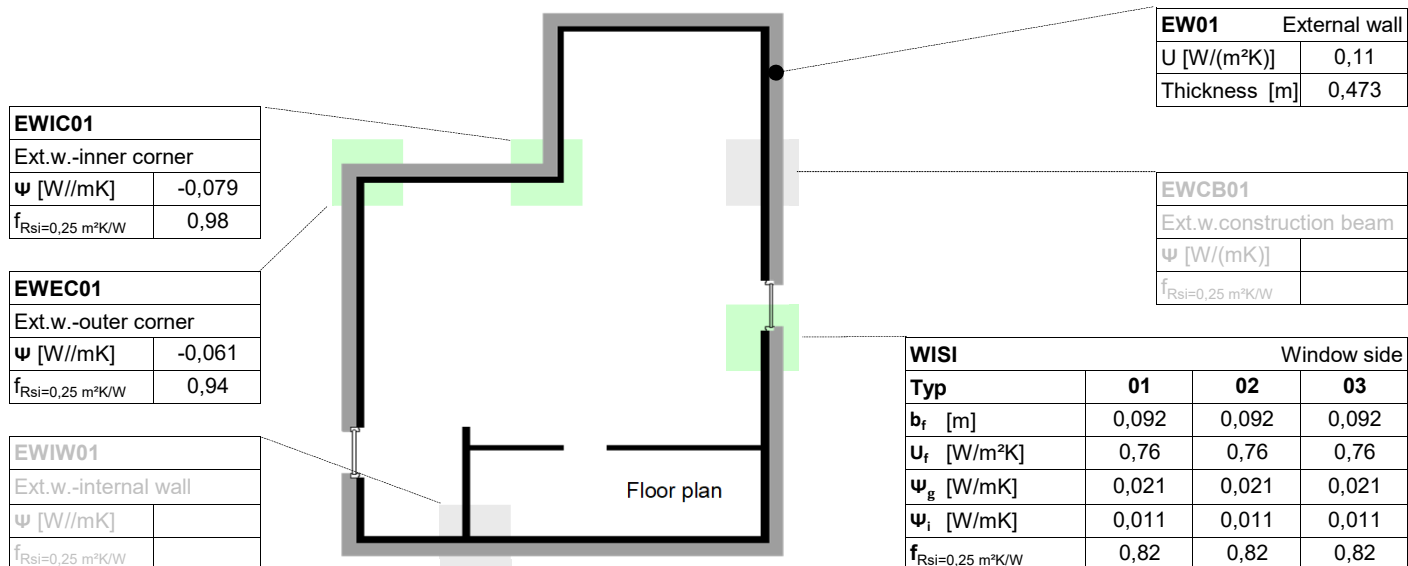 EW01 External wall
U [W/(m²K)] 0,11
Thickness [m] 0,473
EWIC01
Ext.w.-inner corner
Ψ [W//mK] -0,079
fRsi=0,25 m²K/W 0,98
EWCB01
Ext.w.construction beam
Ψ [W/(mK)]
fRsi=0,25 m²K/W
EWEC01
Ext.w.-outer corner
Ψ [W//mK] -0,061
fRsi=0,25 m²K/W 0,94
WISI Window side
Typ 01 02 03
bf [m] 0,092 0,092 0,092
Uf [W/m²K] 0,76 0,76 0,76
Ψg [W/mK] 0,021 0,021 0,021
Ψi [W/mK] 0,011 0,011 0,011
fRsi=0,25 m²K/W 0,82 0,82 0,82
EWIW01
Ext.w.-internal wall
Ψ [W//mK]
fRsi=0,25 m²K/W
Floor plan